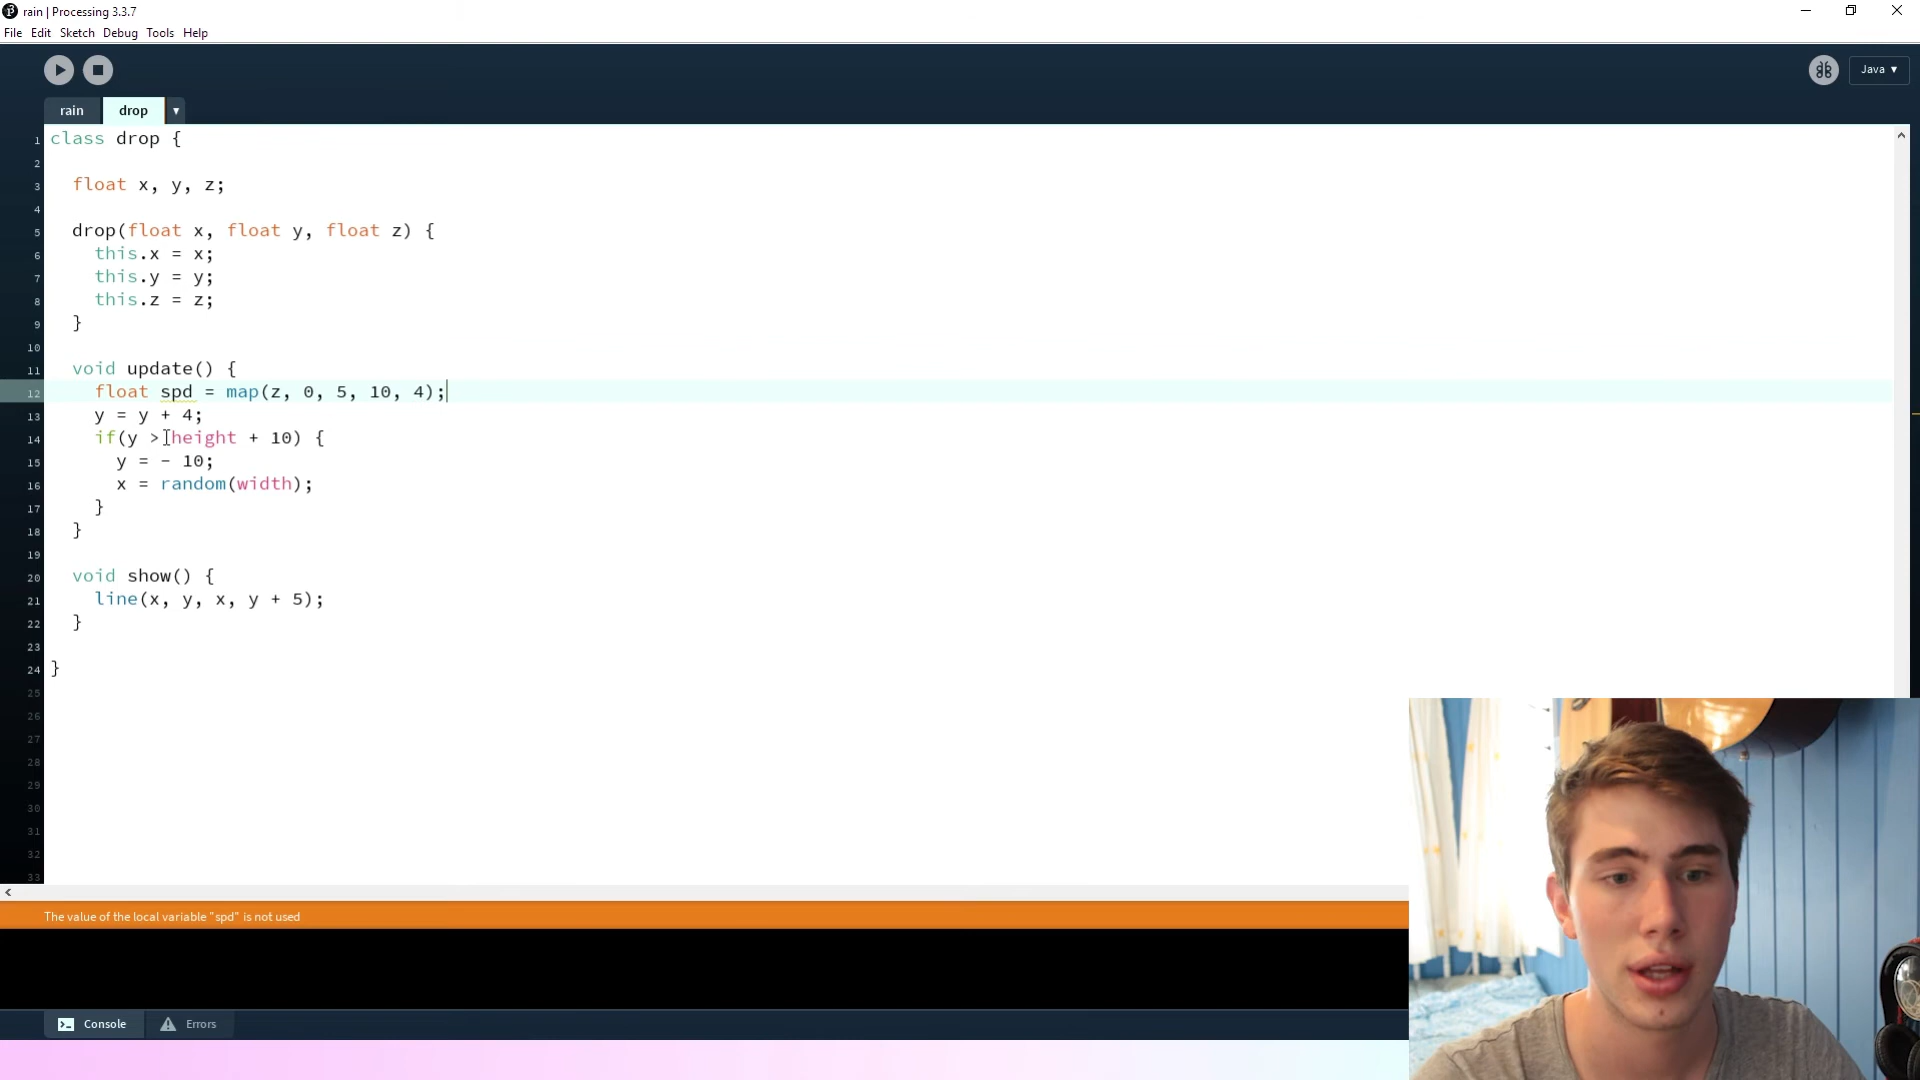 rain | Processing 3.3.7
File Edit Sketch Debug Tools Help
Java ▼
rain drop ▼
1 class drop {
2
3 float x, y, z;
4
5 drop(float x, float y, float z) {
6 this.x = x;
7 this.y = y;
8 this.z = z;
9 }
10
11 void update() {
12 float spd = map(z, 0, 5, 10, 4);
13 y = y + 4;
14 if(y > height + 10) {
15 y = - 10;
16 x = random(width);
17 }
18 }
19
20 void show() {
21 line(x, y, x, y + 5);
22 }
23
24 }
25
26
27
28
29
30
31
32
33
The value of the local variable "spd" is not used
Console Errors